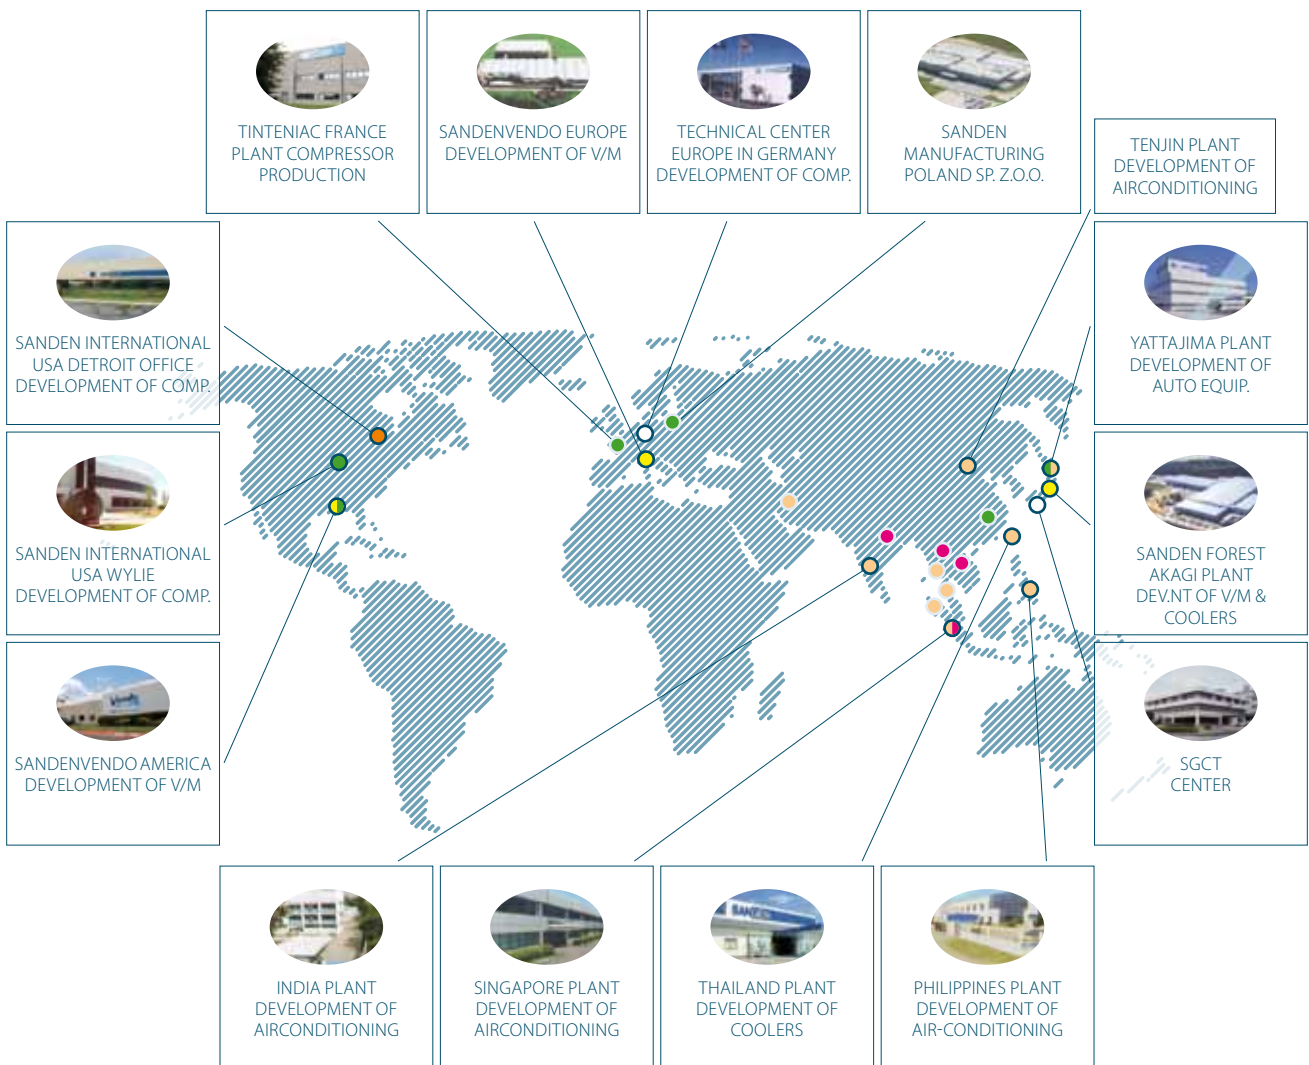 TINTENIAC FRANCE
PLANT COMPRESSOR
PRODUCTION
SANDENVENDO EUROPE
DEVELOPMENT OF V/M
TECHNICAL CENTER
EUROPE IN GERMANY
DEVELOPMENT OF COMP.
SANDEN
MANUFACTURING
POLAND SP. Z.O.O.
TENJIN PLANT
DEVELOPMENT OF
AIRCONDITIONING
SANDEN INTERNATIONAL
USA DETROIT OFFICE
DEVELOPMENT OF COMP.
YATTAJIMA PLANT
DEVELOPMENT OF
AUTO EQUIP.
SANDEN INTERNATIONAL
USA WYLIE
DEVELOPMENT OF COMP.
SANDEN FOREST
AKAGI PLANT
DEV.NT OF V/M &
COOLERS
SANDENVENDO AMERICA
DEVELOPMENT OF V/M
SGCT
CENTER
INDIA PLANT
DEVELOPMENT OF
AIRCONDITIONING
SINGAPORE PLANT
DEVELOPMENT OF
AIRCONDITIONING
SANDEN
THAILAND PLANT
DEVELOPMENT OF
COOLERS
PHILIPPINES PLANT
DEVELOPMENT OF
AIR-CONDITIONING